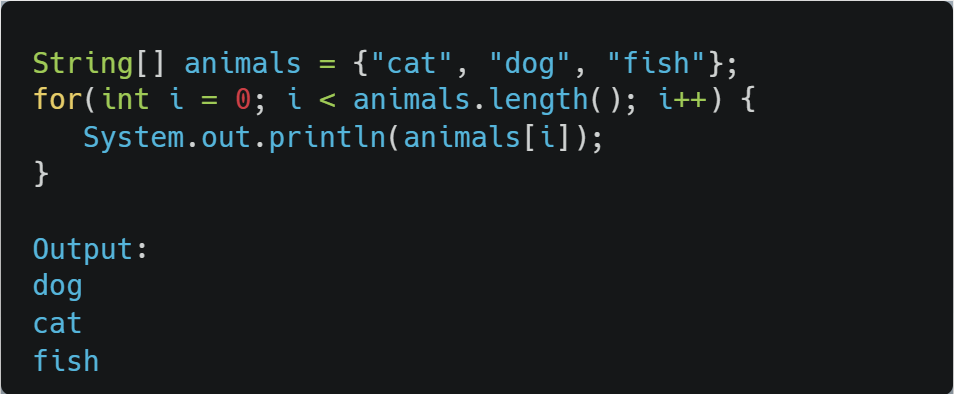 String[] animals = {"cat", "dog", "fish"};
for(int i = 0; i < animals.length(); i++) {
   System.out.println(animals[i]);
}

Output:
dog
cat
fish